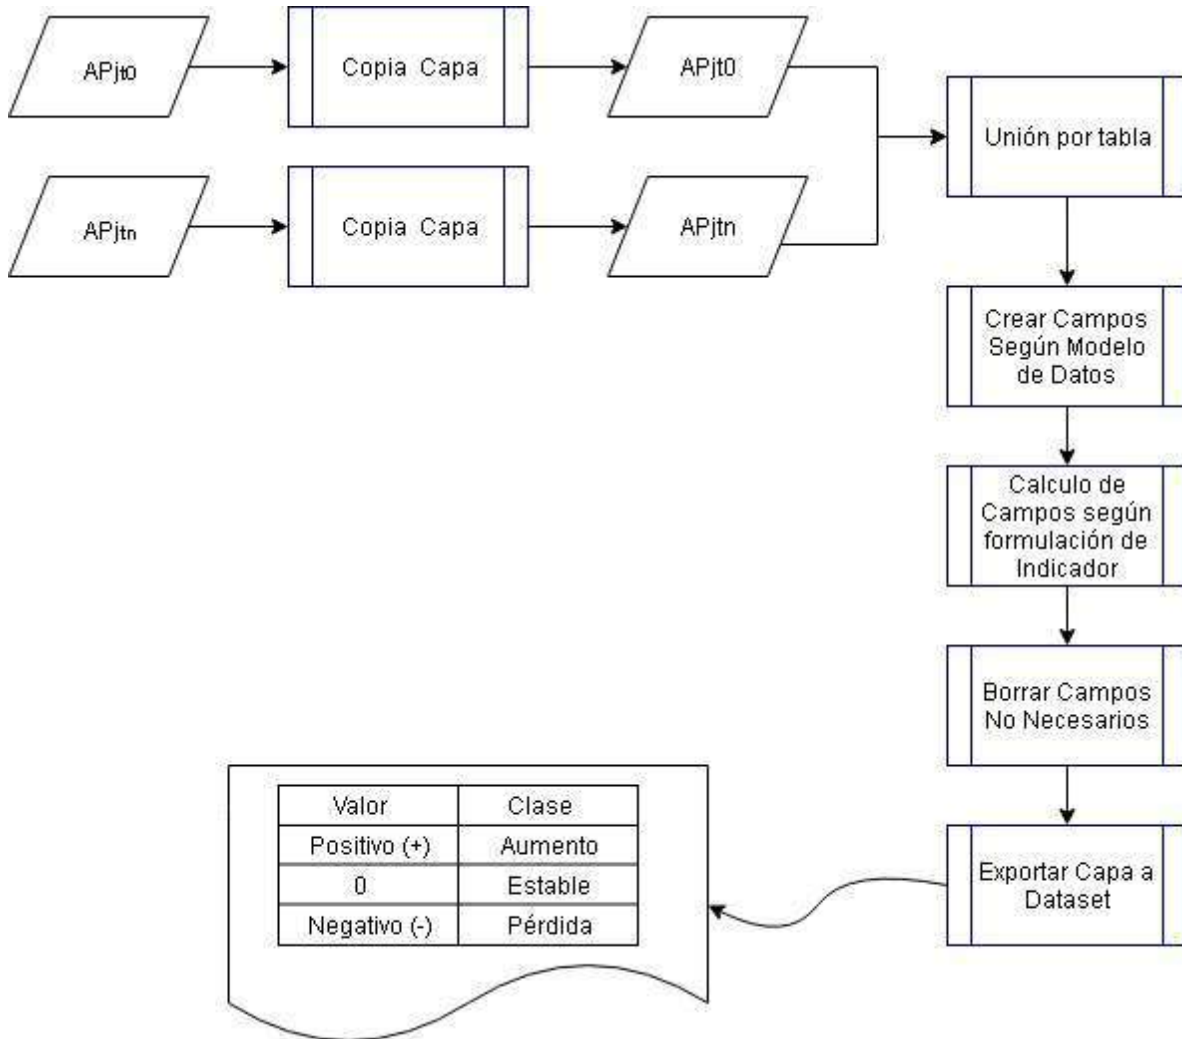 APjt0
Copia Capa
APjt0
Unión por tabla
APjtn
Copia Capa
APjtn
Crear Campos
Según Modelo
de Datos
Calculo de
Campos según
formulación de
Indicador
Borrar Campos
No Necesarios
Exportar Capa a
Dataset
Valor Clase
Positivo (+) Aumento
0 Estable
Negativo (-) Pérdida